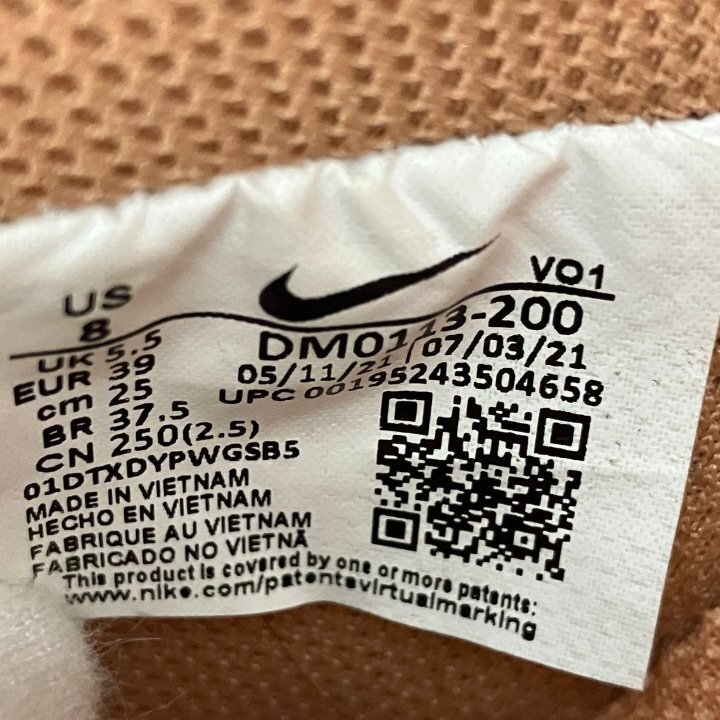 US
8
UK 5.5
EUR 39
cm 25
BR 37.5
CN 250(2.5)
01DTXDYPWGSB5
MADE IN VIETNAM
HECHO EN VIETNAM
FABRIQUE AU VIETNAM
FABRICADO NO VIETNÃ
VO1
DM0113-200
05/11/21 07/03/21
UPC 00195243504658
This product is covered by one or more patents:
www.nike.com/patentsvirtualmarking